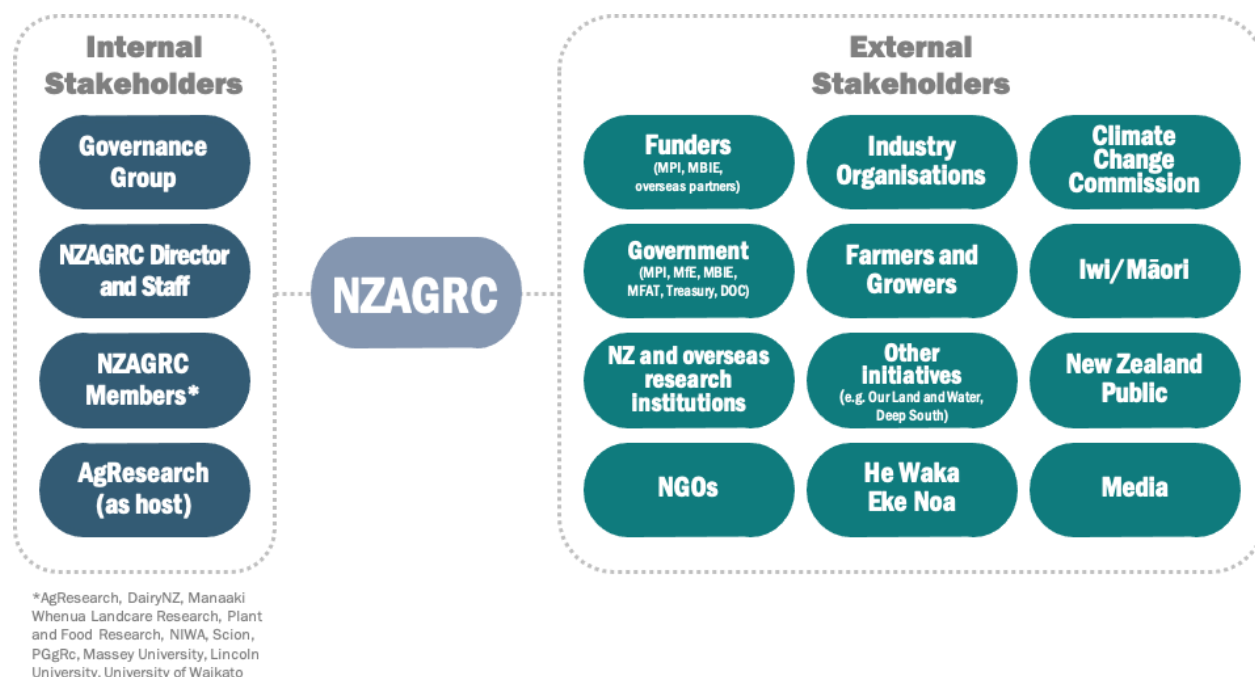 Internal
Stakeholders
Governance
Group
NZAGRC Director
and Staff
NZAGRC
Members*
AgResearch
(as host)
*AgResearch, DairyNZ, Manaaki
Whenua Landcare Research, Plant
and Food Research, NIWA, Scion,
PGgRc, Massey University, Lincoln
University, University of Waikato
NZAGRC
External
Stakeholders
Funders
(MPI, MBIE,
overseas partners)
Industry
Organisations
Climate
Change
Commission
Government
(MPI, MfE, MBIE,
MFAT, Treasury, DOC)
Farmers and
Growers
Iwi/Māori
NZ and overseas
research
institutions
Other
initiatives
(e.g. Our Land and Water,
Deep South)
New Zealand
Public
NGOs
He Waka
Eke Noa
Media